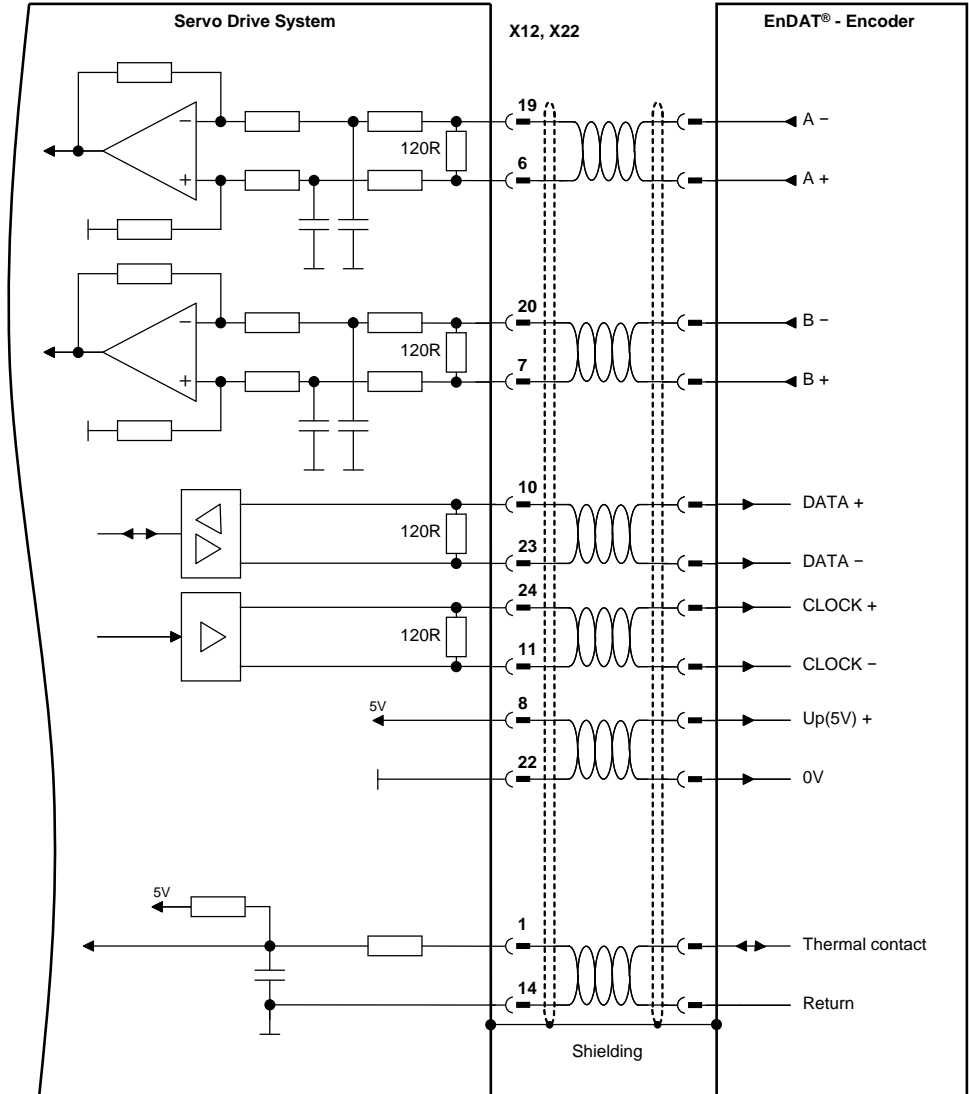 Servo Drive System
X12, X22
EnDAT® - Encoder
−
+
120R
19
6
A −
A +
−
+
120R
20
7
B −
B +
120R
10
23
DATA +
DATA −
120R
24
11
CLOCK +
CLOCK −
5V
8
22
Up(5V) +
0V
5V
1
14
Thermal contact
Return
Shielding